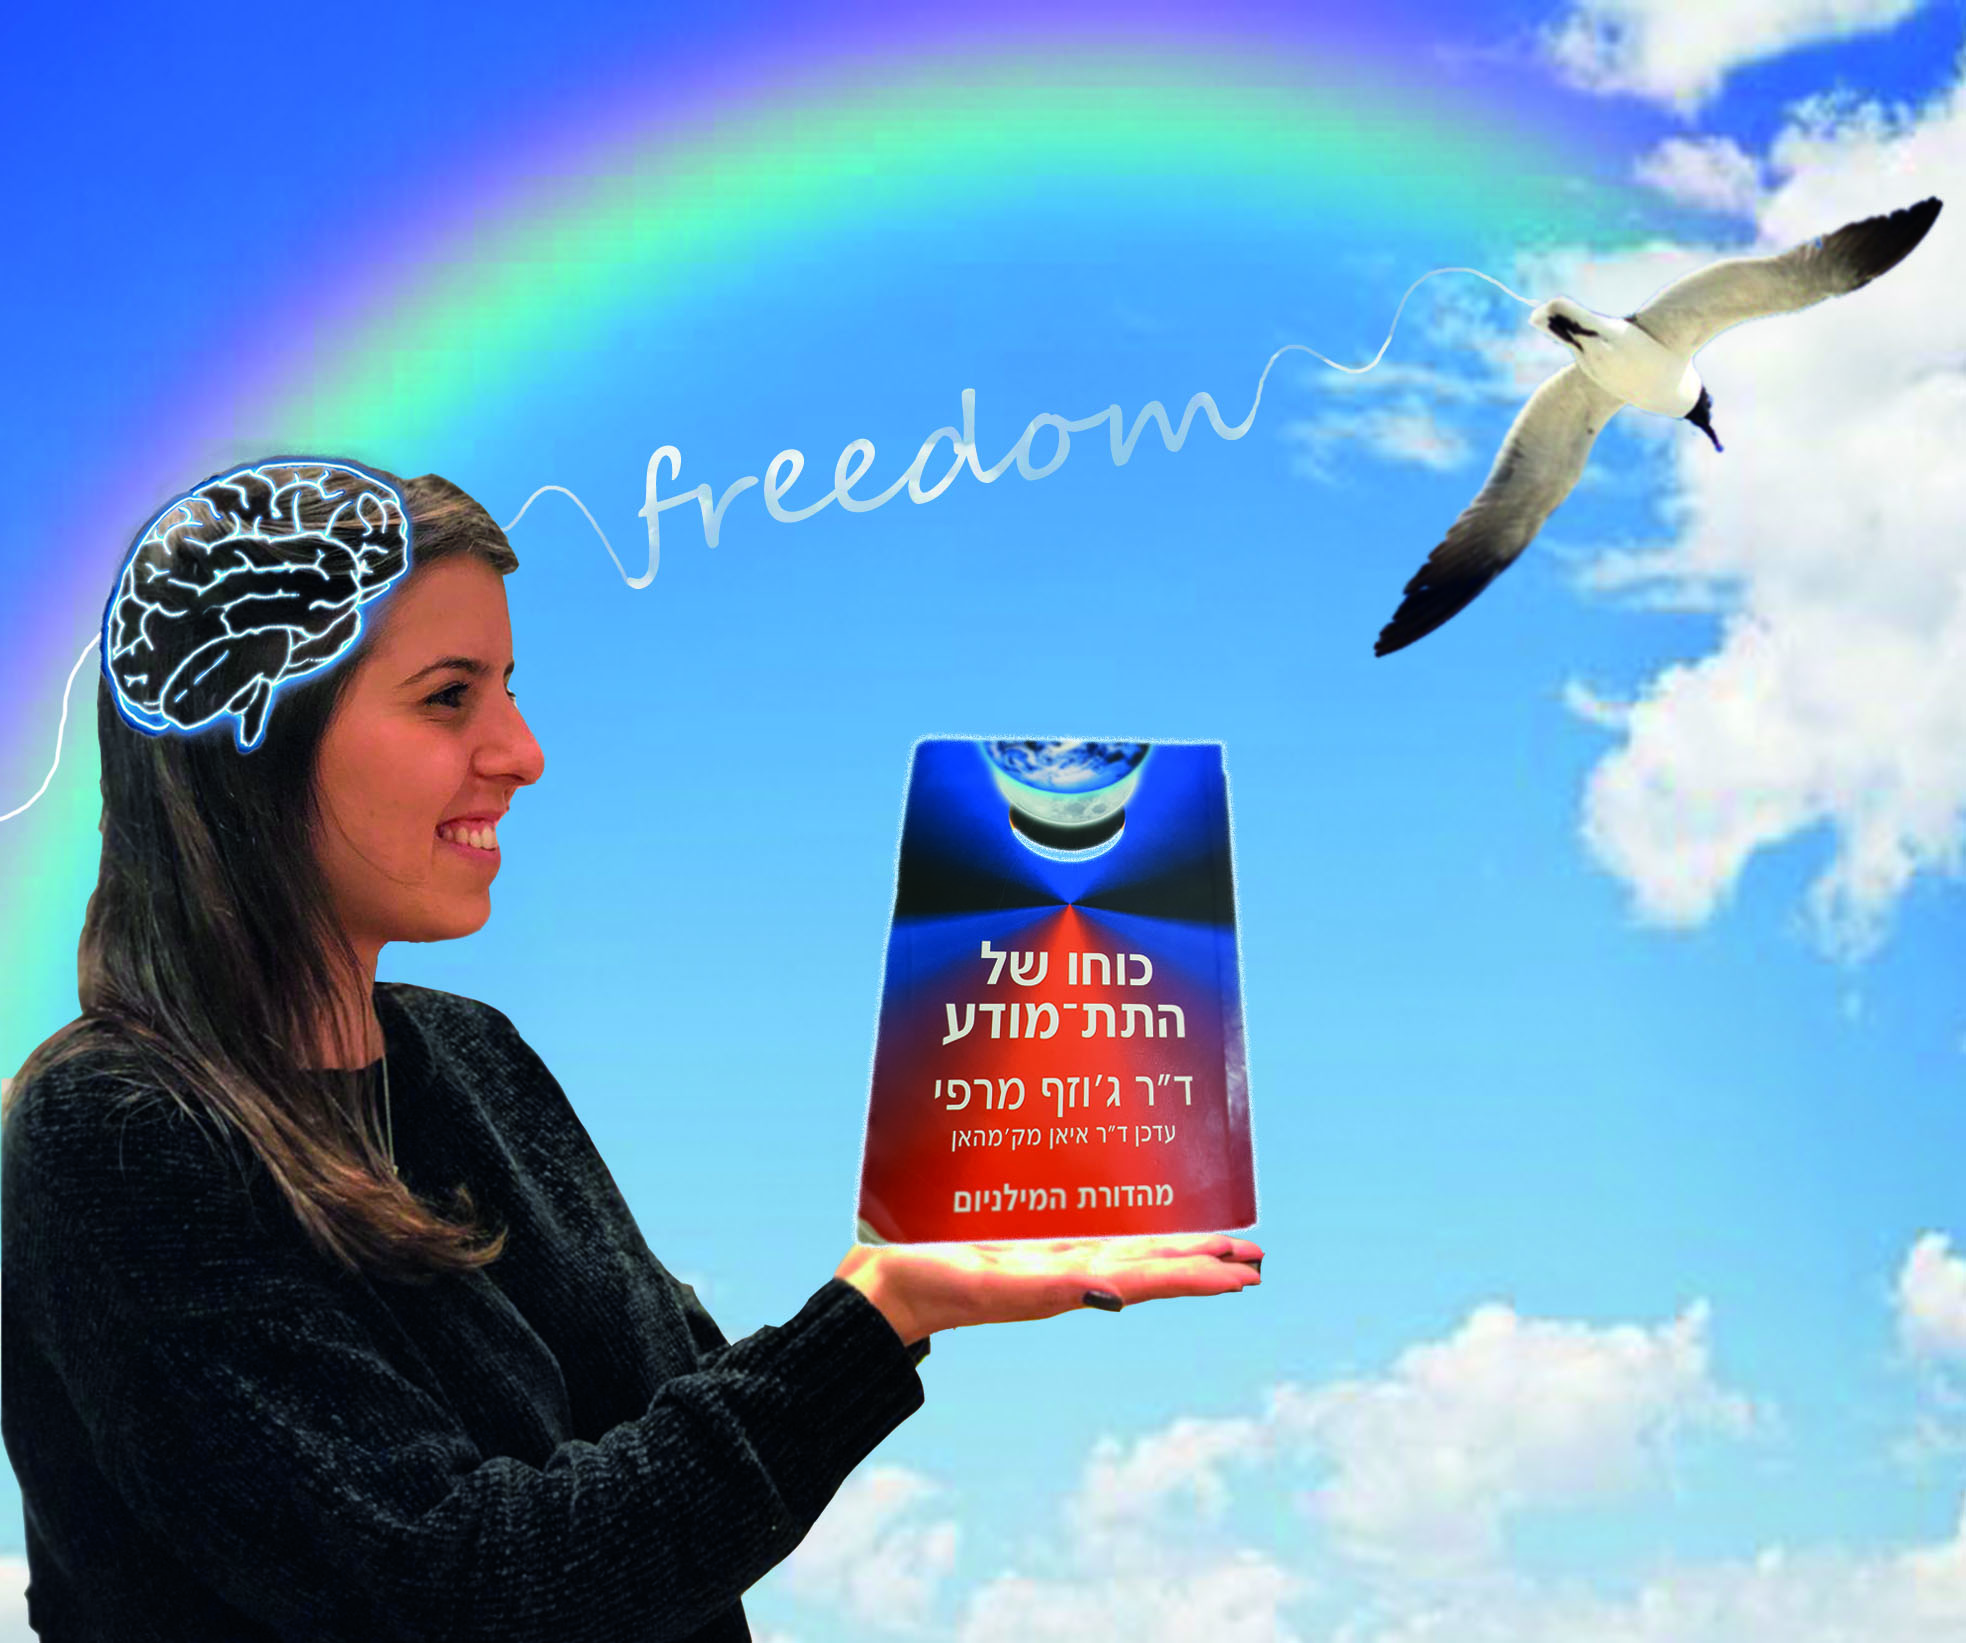 freedom
כוחו של
התת־מודע
ד״ר ג׳וזף מרפי
עדכן ד״ר איאן מק׳מהאן
מהדורת המילניום